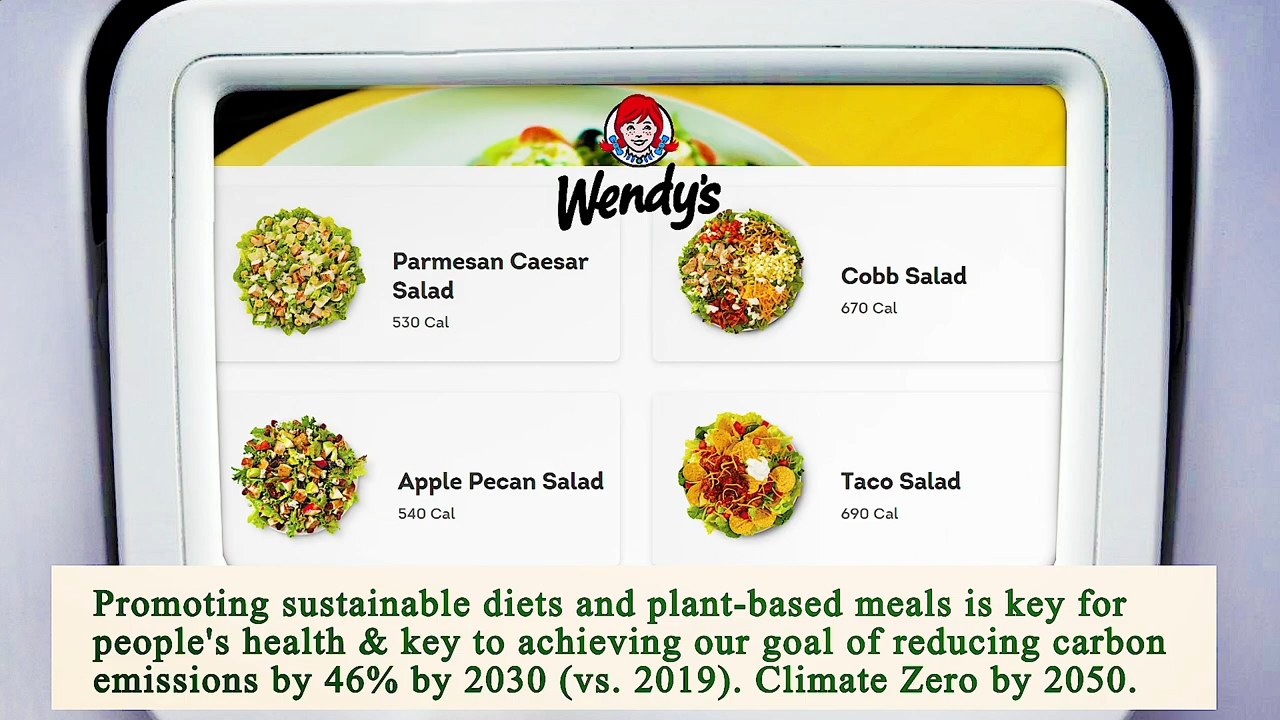 Wendy's
Parmesan Caesar
Salad
530 Cal
Cobb Salad
670 Cal
Apple Pecan Salad
540 Cal
Taco Salad
690 Cal
Promoting sustainable diets and plant-based meals is key for
people's health & key to achieving our goal of reducing carbon
emissions by 46% by 2030 (vs. 2019). Climate Zero by 2050.